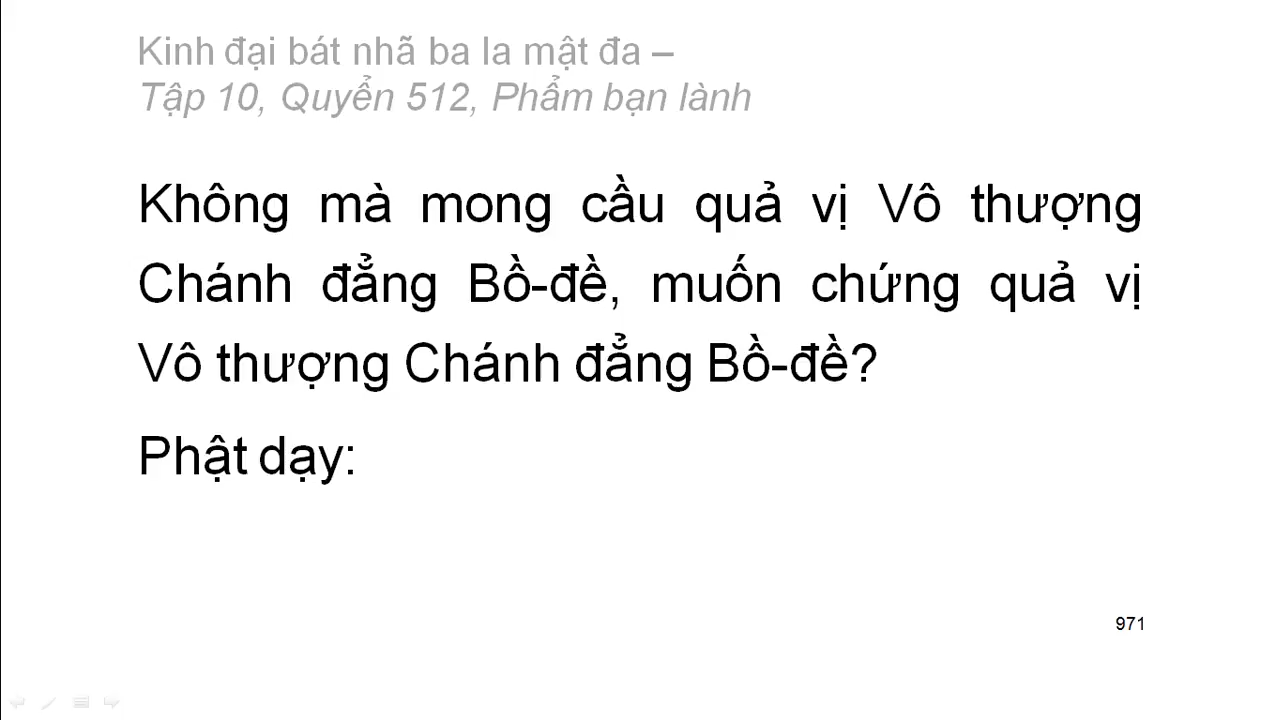 Kinh đại bát nhã ba la mật đa –
Tập 10, Quyển 512, Phẩm bạn lành
Không mà mong cầu quả vị Vô thượng
Chánh đẳng Bồ-đề, muốn chứng quả vị
Vô thượng Chánh đẳng Bồ-đề?
Phật dạy:
971